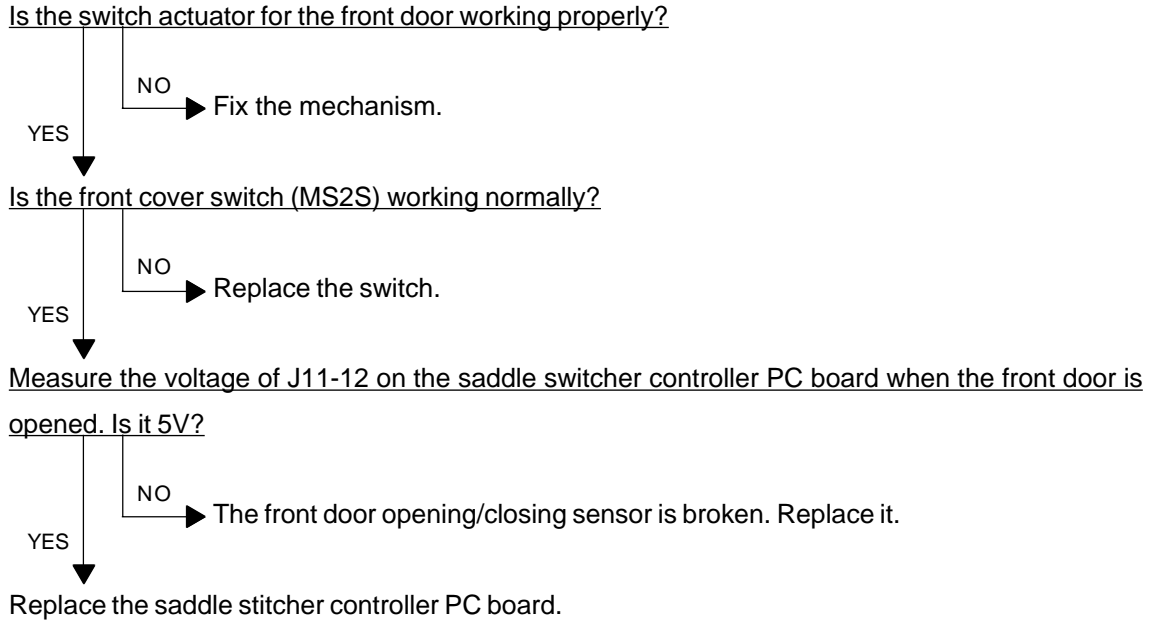 Is the switch actuator for the front door working properly?
NO
Fix the mechanism.
YES
Is the front cover switch (MS2S) working normally?
NO
Replace the switch.
YES
Measure the voltage of J11-12 on the saddle switcher controller PC board when the front door is
opened. Is it 5V?
NO
The front door opening/closing sensor is broken. Replace it.
YES
Replace the saddle stitcher controller PC board.